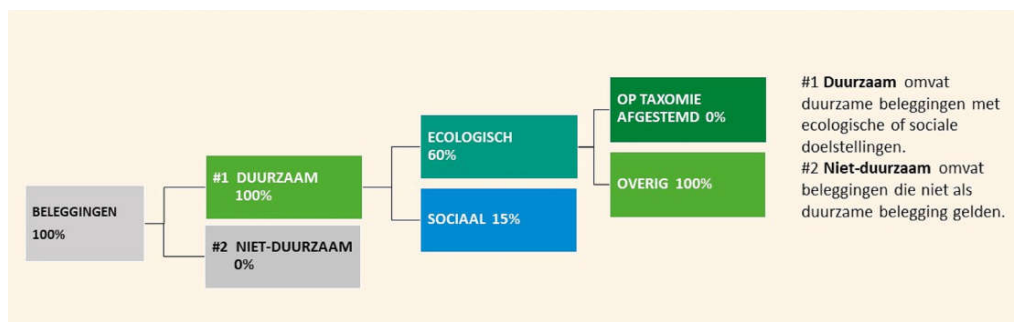 BELEGGINGEN
100%
#1 DUURZAAM
100%
#2 NIET-DUURZAAM
0%
ECOLOGISCH
60%
SOCIAAL 15%
OP TAXOMIE
AFGESTEMD 0%
OVERIG 100%
#1 Duurzaam omvat
duurzame beleggingen met
ecologische of sociale
doelstellingen.
#2 Niet-duurzaam omvat
beleggingen die niet als
duurzame belegging gelden.